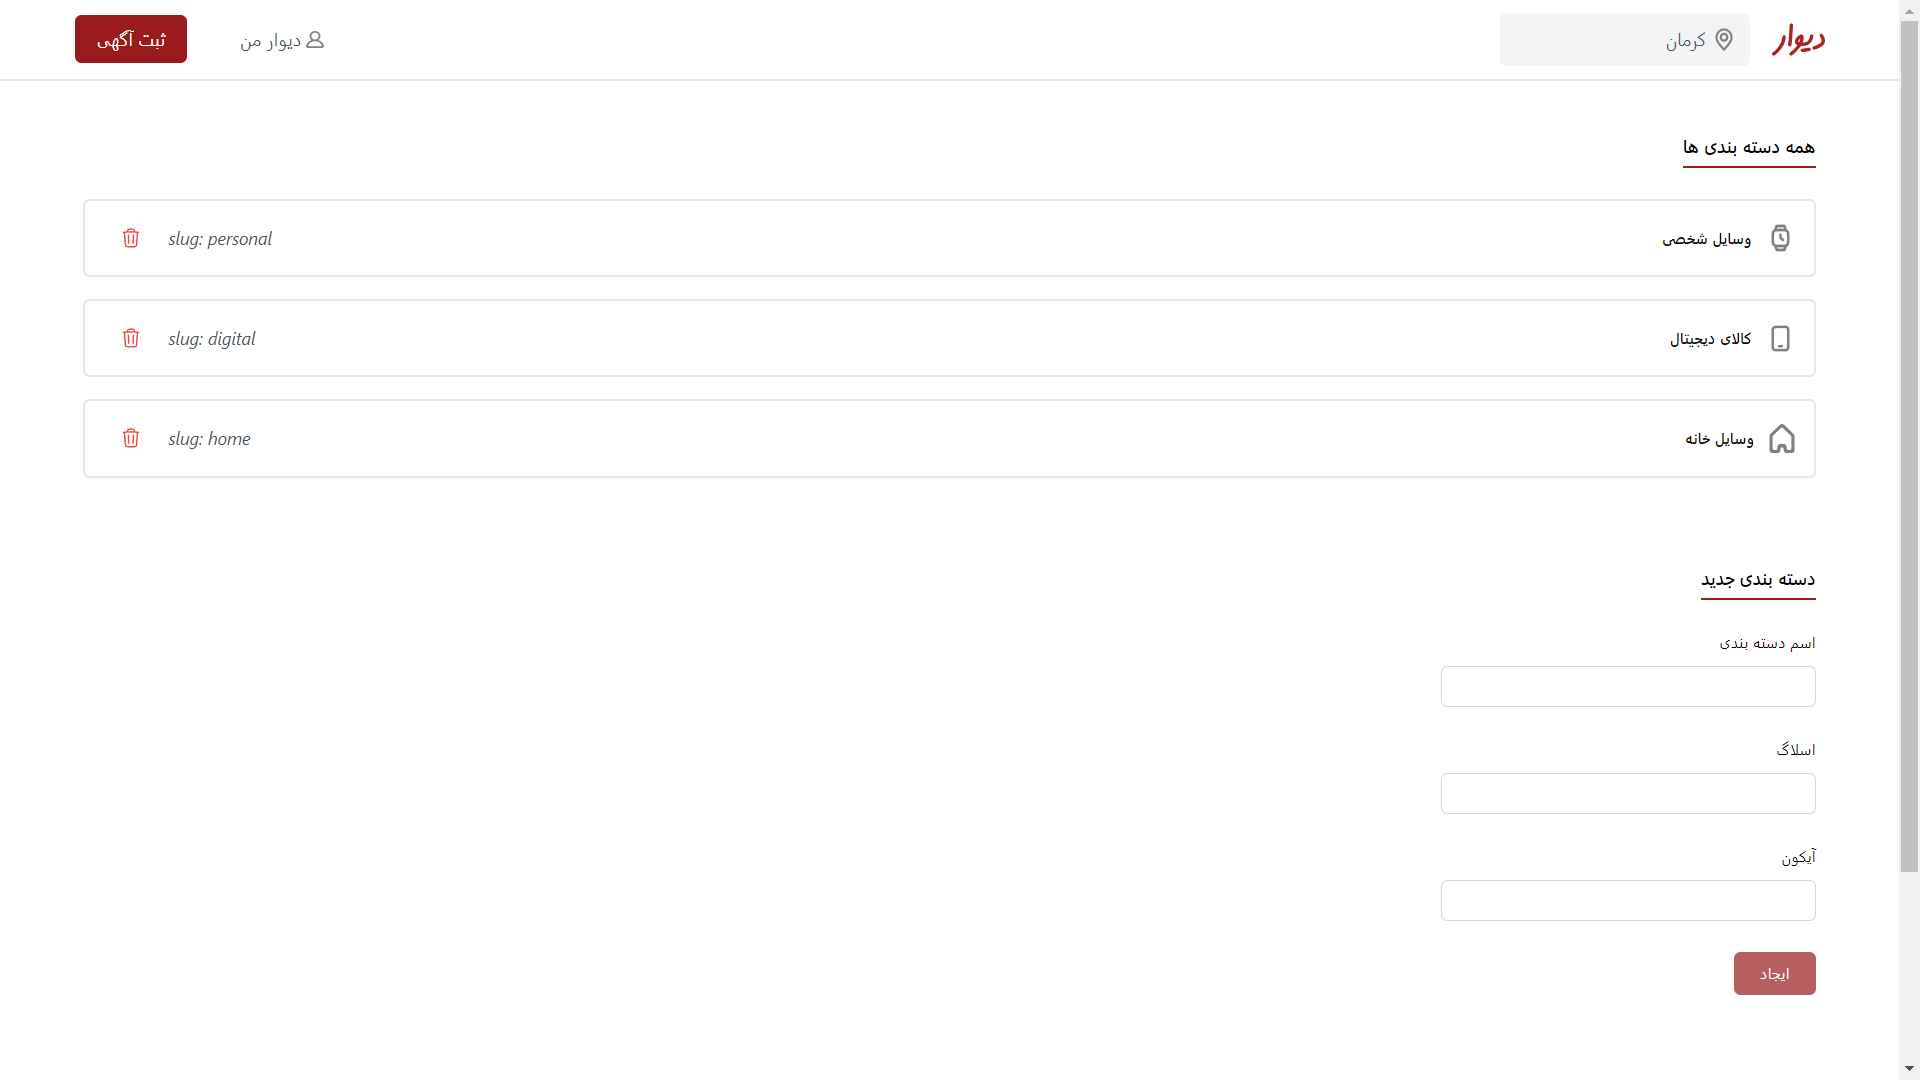 دیوار
کرمان
دیوار من
ثبت آگهی
همه دسته بندی ها
وسایل شخصی
slug: personal
کالای دیجیتال
slug: digital
وسایل خانه
slug: home
دسته بندی جدید
اسم دسته بندی
اسلاگ
آیکون
ایجاد